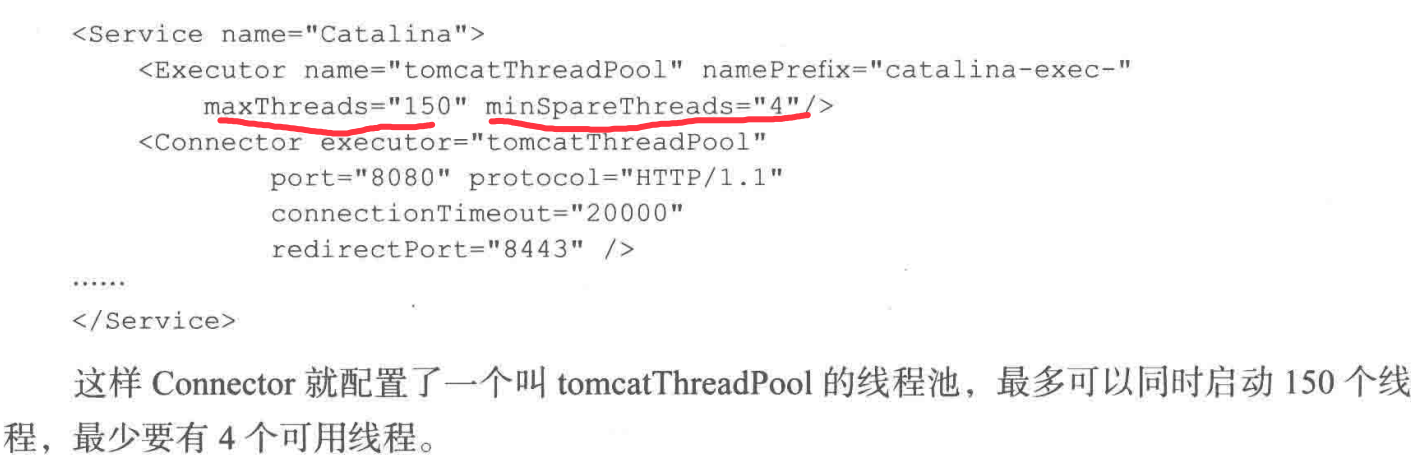 <Service name="Catalina">
<Executor name="tomcatThreadPool" namePrefix="catalina-exec-"
maxThreads="150" minSpareThreads="4"/>
<Connector executor="tomcatThreadPool"
port="8080" protocol="HTTP/1.1"
connectionTimeout="20000"
redirectPort="8443" />
……
</Service>
这样 Connector 就配置了一个叫 tomcatThreadPool 的线程池，最多可以同时启动 150 个线
程，最少要有 4 个可用线程。